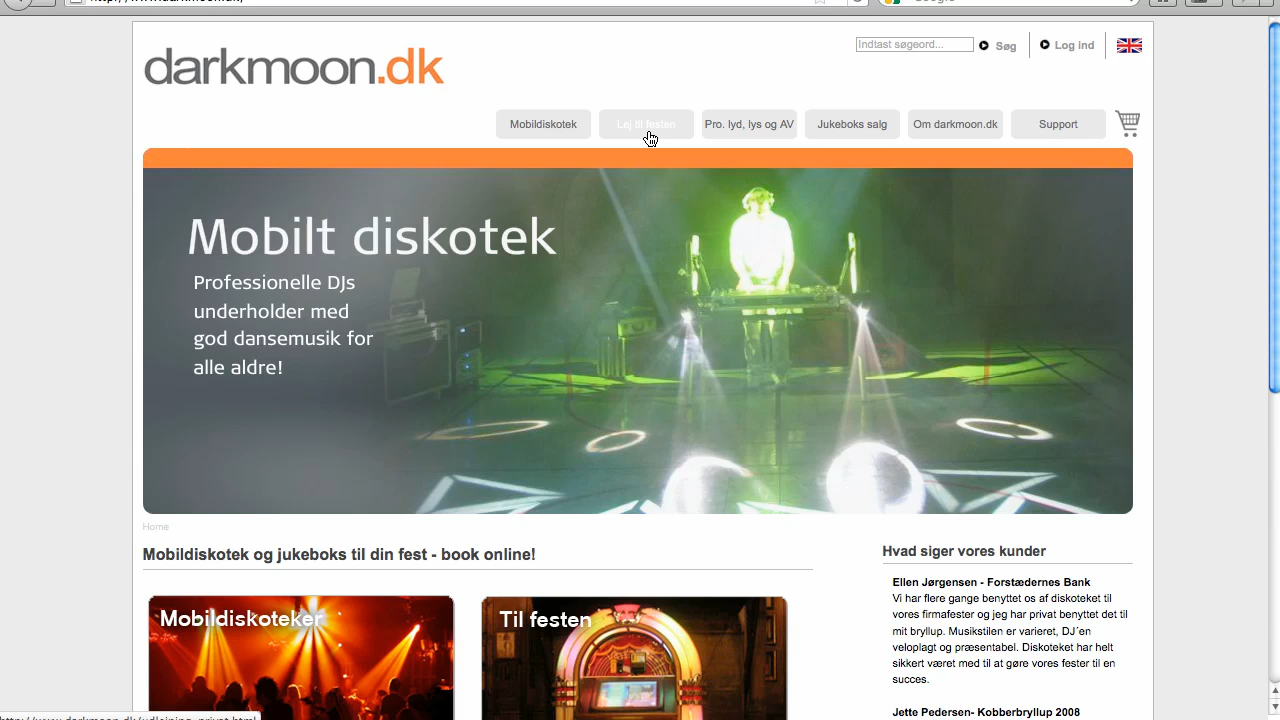 Indtast søgeord...
Søg
Log ind
darkmoon.dk
Mobildiskotek
Lej til festen
Pro. lyd, lys og AV
Jukeboks salg
Om darkmoon.dk
Support
Mobilt diskotek
Professionelle DJs
underholder med
god dansemusik for
alle aldre!
Home
Mobildiskotek og jukeboks til din fest - book online!
Mobildiskoteker
Til festen
Hvad siger vores kunder
Ellen Jørgensen - Forstædernes Bank
Vi har flere gange benyttet os af diskoteket til
vores firmafester og jeg har privat benyttet det til
mit bryllup. Musikstilen er varieret, DJ´en
veloplagt og præsentabel. Diskoteket har helt
sikkert været med til at gøre vores fester til en
succes.
Jette Pedersen- Kobberbryllup 2008